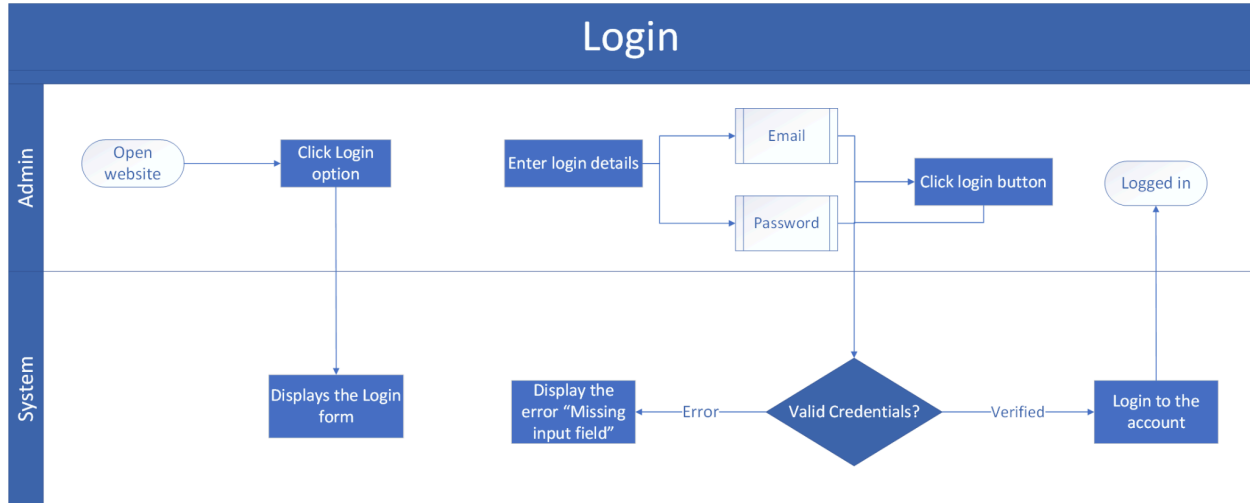 Login
Admin
Open
website
Click Login
option
Enter login details
Email
Password
Click login button
Logged in
System
Displays the Login
form
Display the
error “Missing
input field”
Error
Valid Credentials?
Verified
Login to the
account